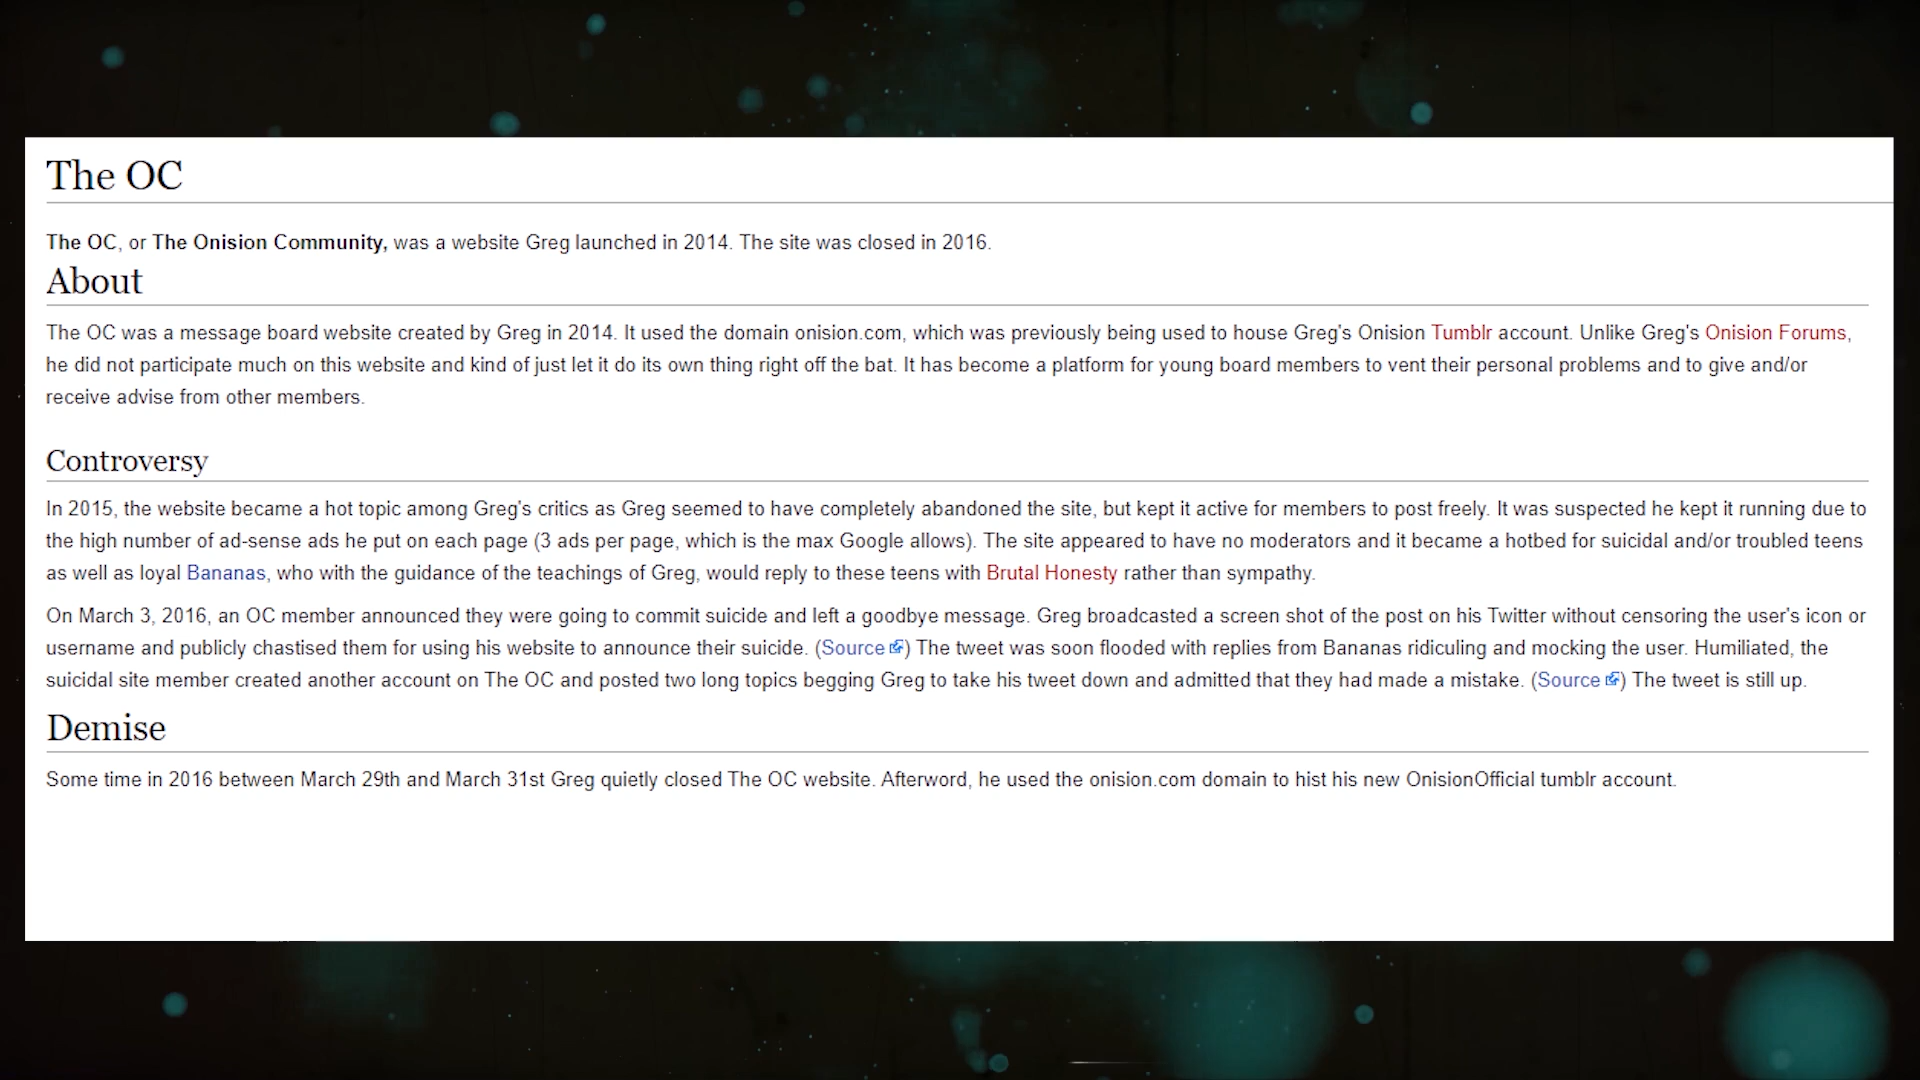 The OC
The OC, or The Onision Community, was a website Greg launched in 2014. The site was closed in 2016.
About
The OC was a message board website created by Greg in 2014. It used the domain onision.com, which was previously being used to house Greg's Onision Tumblr account. Unlike Greg's Onision Forums,
he did not participate much on this website and kind of just let it do its own thing right off the bat. It has become a platform for young board members to vent their personal problems and to give and/or
receive advise from other members.
Controversy
In 2015, the website became a hot topic among Greg's critics as Greg seemed to have completely abandoned the site, but kept it active for members to post freely. It was suspected he kept it running due to
the high number of ad-sense ads he put on each page (3 ads per page, which is the max Google allows). The site appeared to have no moderators and it became a hotbed for suicidal and/or troubled teens
as well as loyal Bananas, who with the guidance of the teachings of Greg, would reply to these teens with Brutal Honesty rather than sympathy.
On March 3, 2016, an OC member announced they were going to commit suicide and left a goodbye message. Greg broadcasted a screen shot of the post on his Twitter without censoring the user's icon or
username and publicly chastised them for using his website to announce their suicide. (Source) The tweet was soon flooded with replies from Bananas ridiculing and mocking the user. Humiliated, the
suicidal site member created another account on The OC and posted two long topics begging Greg to take his tweet down and admitted that they had made a mistake. (Source) The tweet is still up.
Demise
Some time in 2016 between March 29th and March 31st Greg quietly closed The OC website. Afterword, he used the onision.com domain to hist his new OnisionOfficial tumblr account.